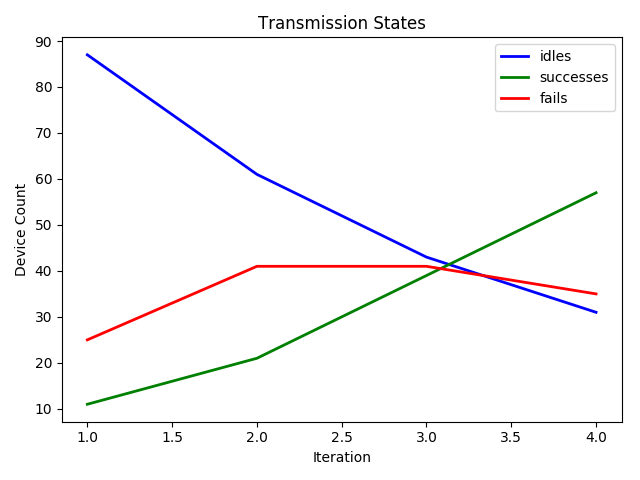 Transmission States
90
80
70
60
50
40
30
20
10
Device Count
idles
successes
fails
1.0 1.5 2.0 2.5 3.0 3.5 4.0
Iteration